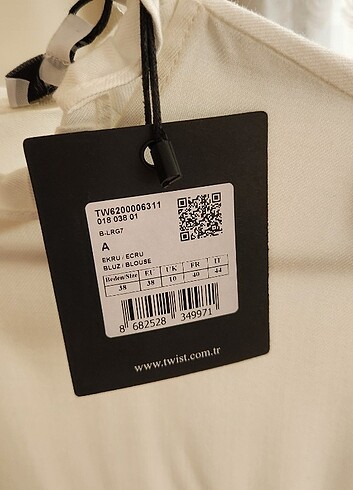 TW6200006311
018 038 01
B-LRG7
A
EKRU / ECRU
BLUZ / BLOUSE
Beden/Size EU UK FR IT
38 38 10 40 44
8 682528 349971
www.twist.com.tr